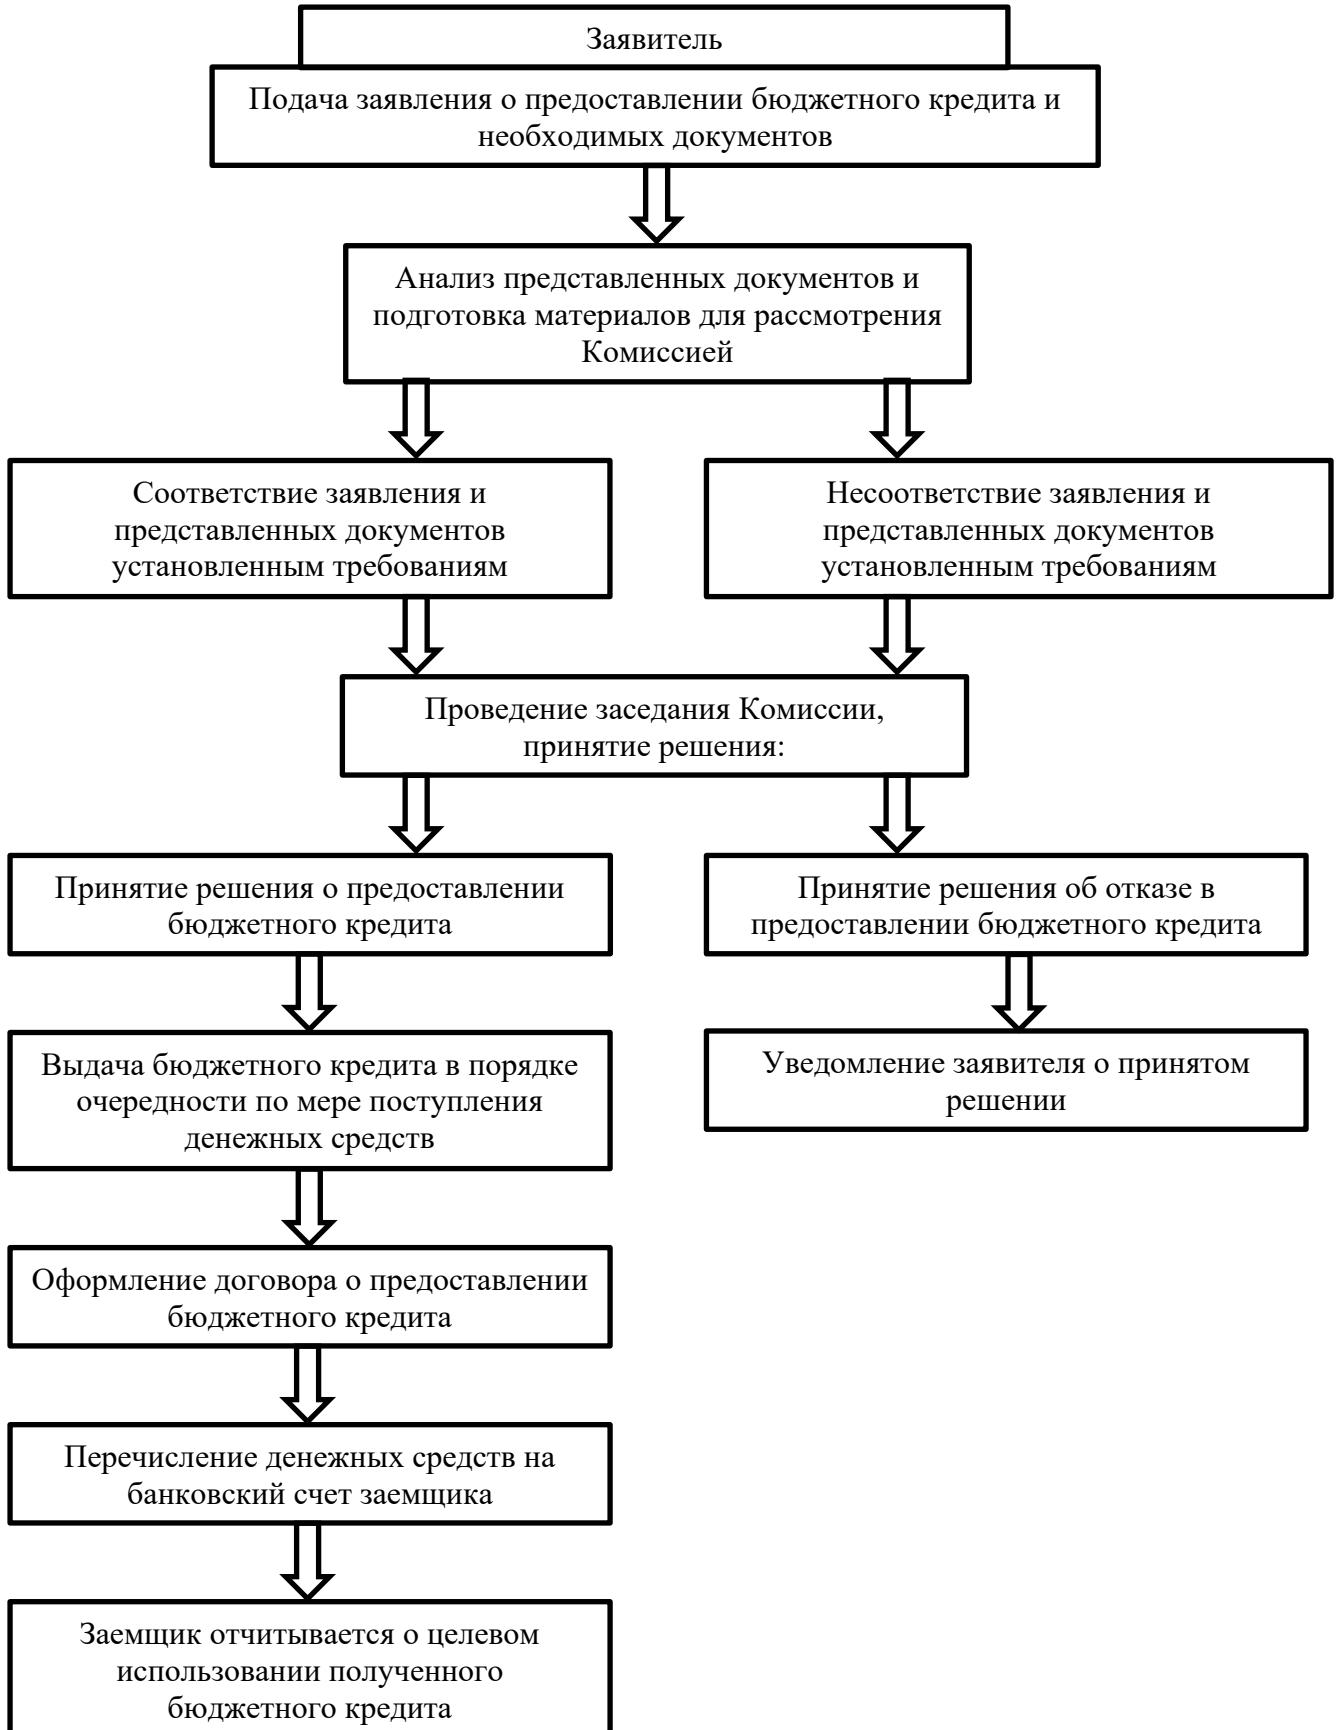 Заявитель
Подача заявления о предоставлении бюджетного кредита и
необходимых документов
Анализ представленных документов и
подготовка материалов для рассмотрения
Комиссией
Соответствие заявления и
представленных документов
установленным требованиям
Несоответствие заявления и
представленных документов
установленным требованиям
Проведение заседания Комиссии,
принятие решения:
Принятие решения о предоставлении
бюджетного кредита
Принятие решения об отказе в
предоставлении бюджетного кредита
Выдача бюджетного кредита в порядке
очередности по мере поступления
денежных средств
Уведомление заявителя о принятом
решении
Оформление договора о предоставлении
бюджетного кредита
Перечисление денежных средств на
банковский счет заемщика
Заемщик отчитывается о целевом
использовании полученного
бюджетного кредита